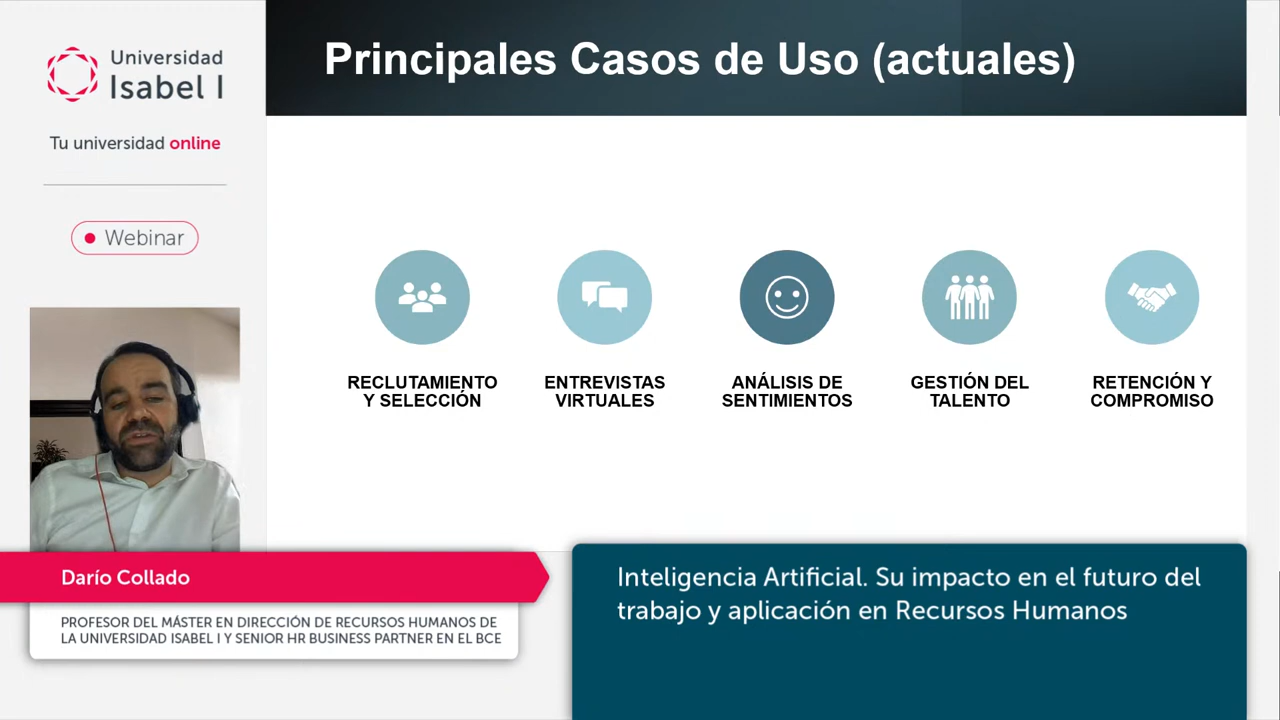 Universidad
Isabel I
Tu universidad online
Webinar
Principales Casos de Uso (actuales)
RECLUTAMIENTO
Y SELECCIÓN
ENTREVISTAS
VIRTUALES
ANÁLISIS DE
SENTIMIENTOS
GESTIÓN DEL
TALENTO
RETENCIÓN Y
COMPROMISO
Darío Collado
PROFESOR DEL MÁSTER EN DIRECCIÓN DE RECURSOS HUMANOS DE
LA UNIVERSIDAD ISABEL I Y SENIOR HR BUSINESS PARTNER EN EL BCE
Inteligencia Artificial. Su impacto en el futuro del
trabajo y aplicación en Recursos Humanos